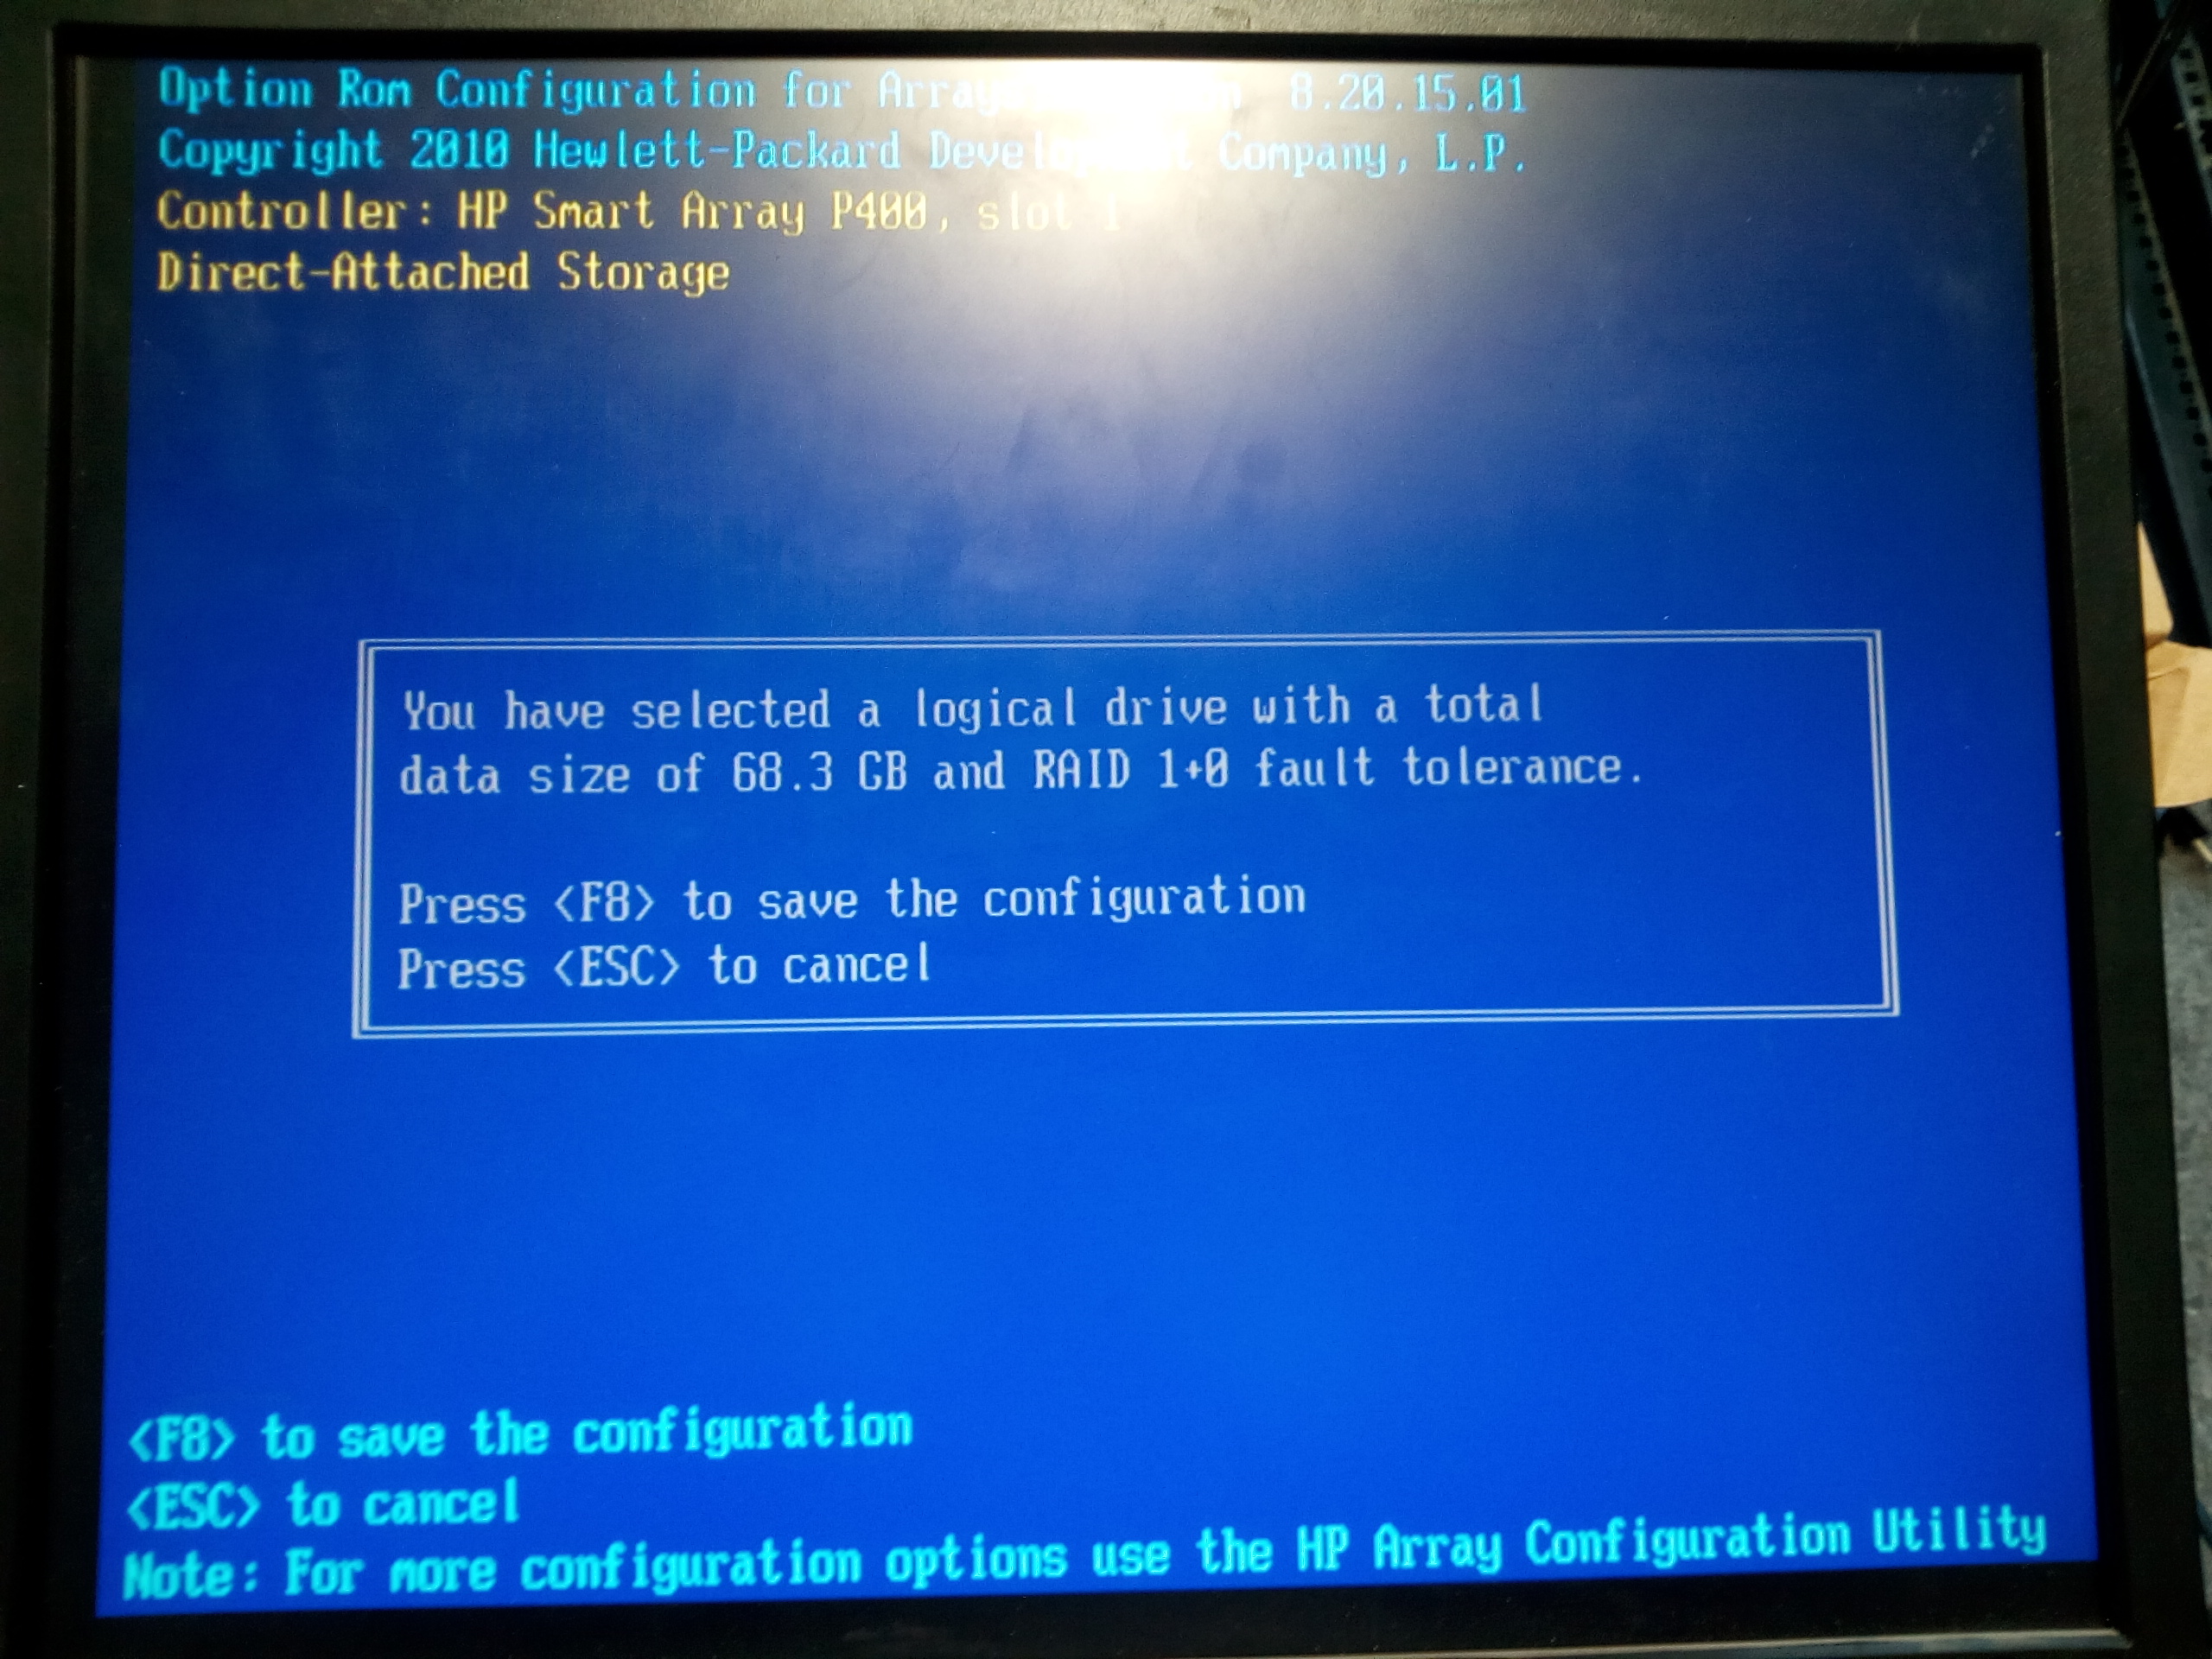 Option Rom Configuration for Array 8.20.15.01
Copyright 2010 Hewlett-Packard Development Company, L.P.
Controller: HP Smart Array P400, slot 1
Direct-Attached Storage
You have selected a logical drive with a total
data size of 68.3 GB and RAID 1+0 fault tolerance.
Press <F8> to save the configuration
Press <ESC> to cancel
<F8> to save the configuration
<ESC> to cancel
Note: For more configuration options use the HP Array Configuration Utility